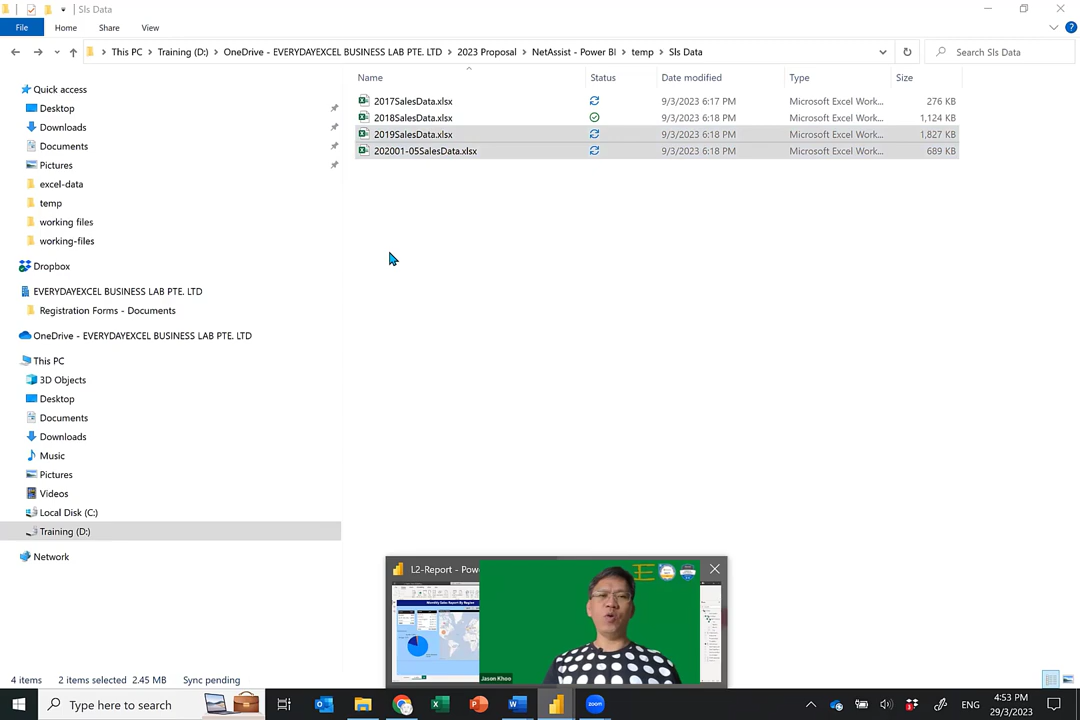 Sls Data
File
Home
Share
View
This PC
Training (D:)
OneDrive - EVERYDAYEXCEL BUSINESS LAB PTE. LTD
2023 Proposal
NetAssist - Power BI
temp
Sls Data
Search Sls Data
Name
Status
Date modified
Type
Size
2017SalesData.xlsx 9/3/2023 6:17 PM Microsoft Excel Work... 276 KB
2018SalesData.xlsx 9/3/2023 6:18 PM Microsoft Excel Work... 1,124 KB
2019SalesData.xlsx 9/3/2023 6:18 PM Microsoft Excel Work... 1,827 KB
202001-05SalesData.xlsx 9/3/2023 6:18 PM Microsoft Excel Work... 689 KB
Quick access
Desktop
Downloads
Documents
Pictures
excel-data
temp
working files
working-files
Dropbox
EVERYDAYEXCEL BUSINESS LAB PTE. LTD
Registration Forms - Documents
OneDrive - EVERYDAYEXCEL BUSINESS LAB PTE. LTD
This PC
3D Objects
Desktop
Documents
Downloads
Music
Pictures
Videos
Local Disk (C:)
Training (D:)
Network
L2-Report - Pow
Monthly Sales Report By Region
Jason Khoo
4 items
2 items selected 2.45 MB
Sync pending
Type here to search
zoom
ENG
4:53 PM
29/3/2023